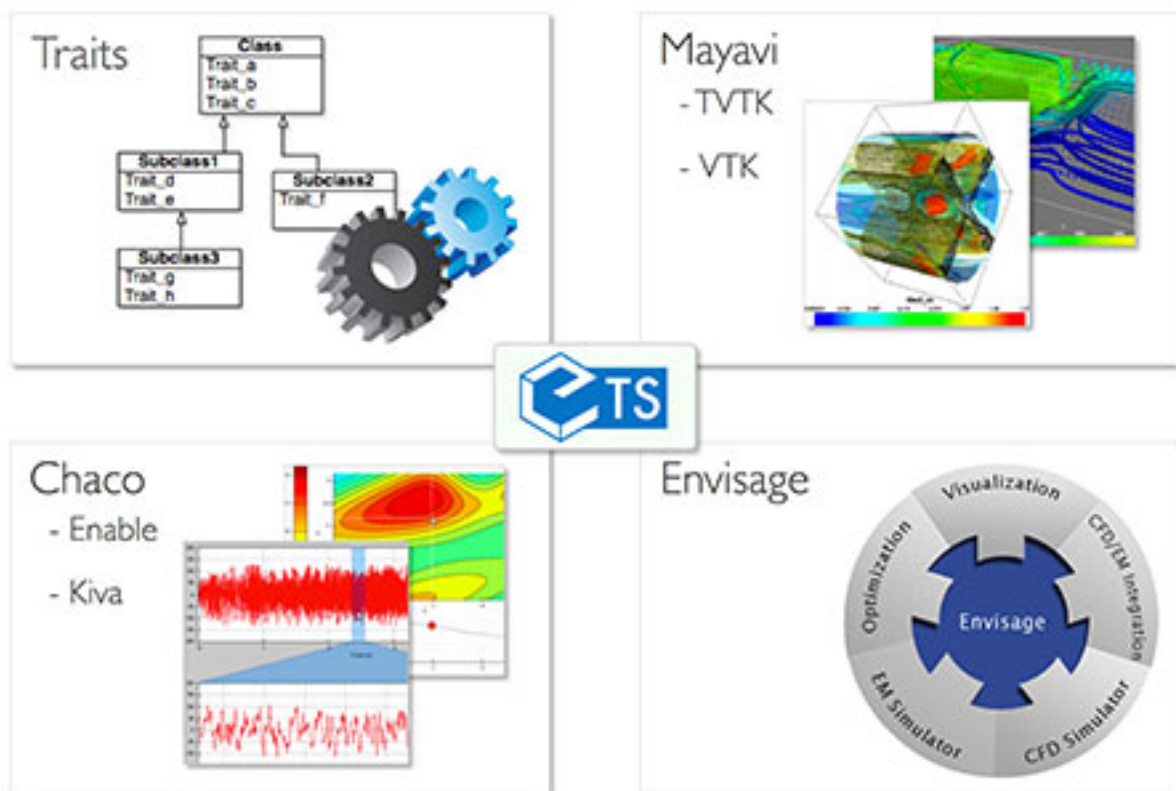 Traits
Class
Trait_a
Trait_b
Trait_c
Subclass1
Trait_d
Trait_e
Subclass2
Trait_f
Subclass3
Trait_g
Trait_h
Mayavi
- TVTK
- VTK
eTS
Chaco
- Enable
- Kiva
Envisage
Visualization
CFD/EM Integration
CFD Simulator
EM Simulator
Optimization
Envisage